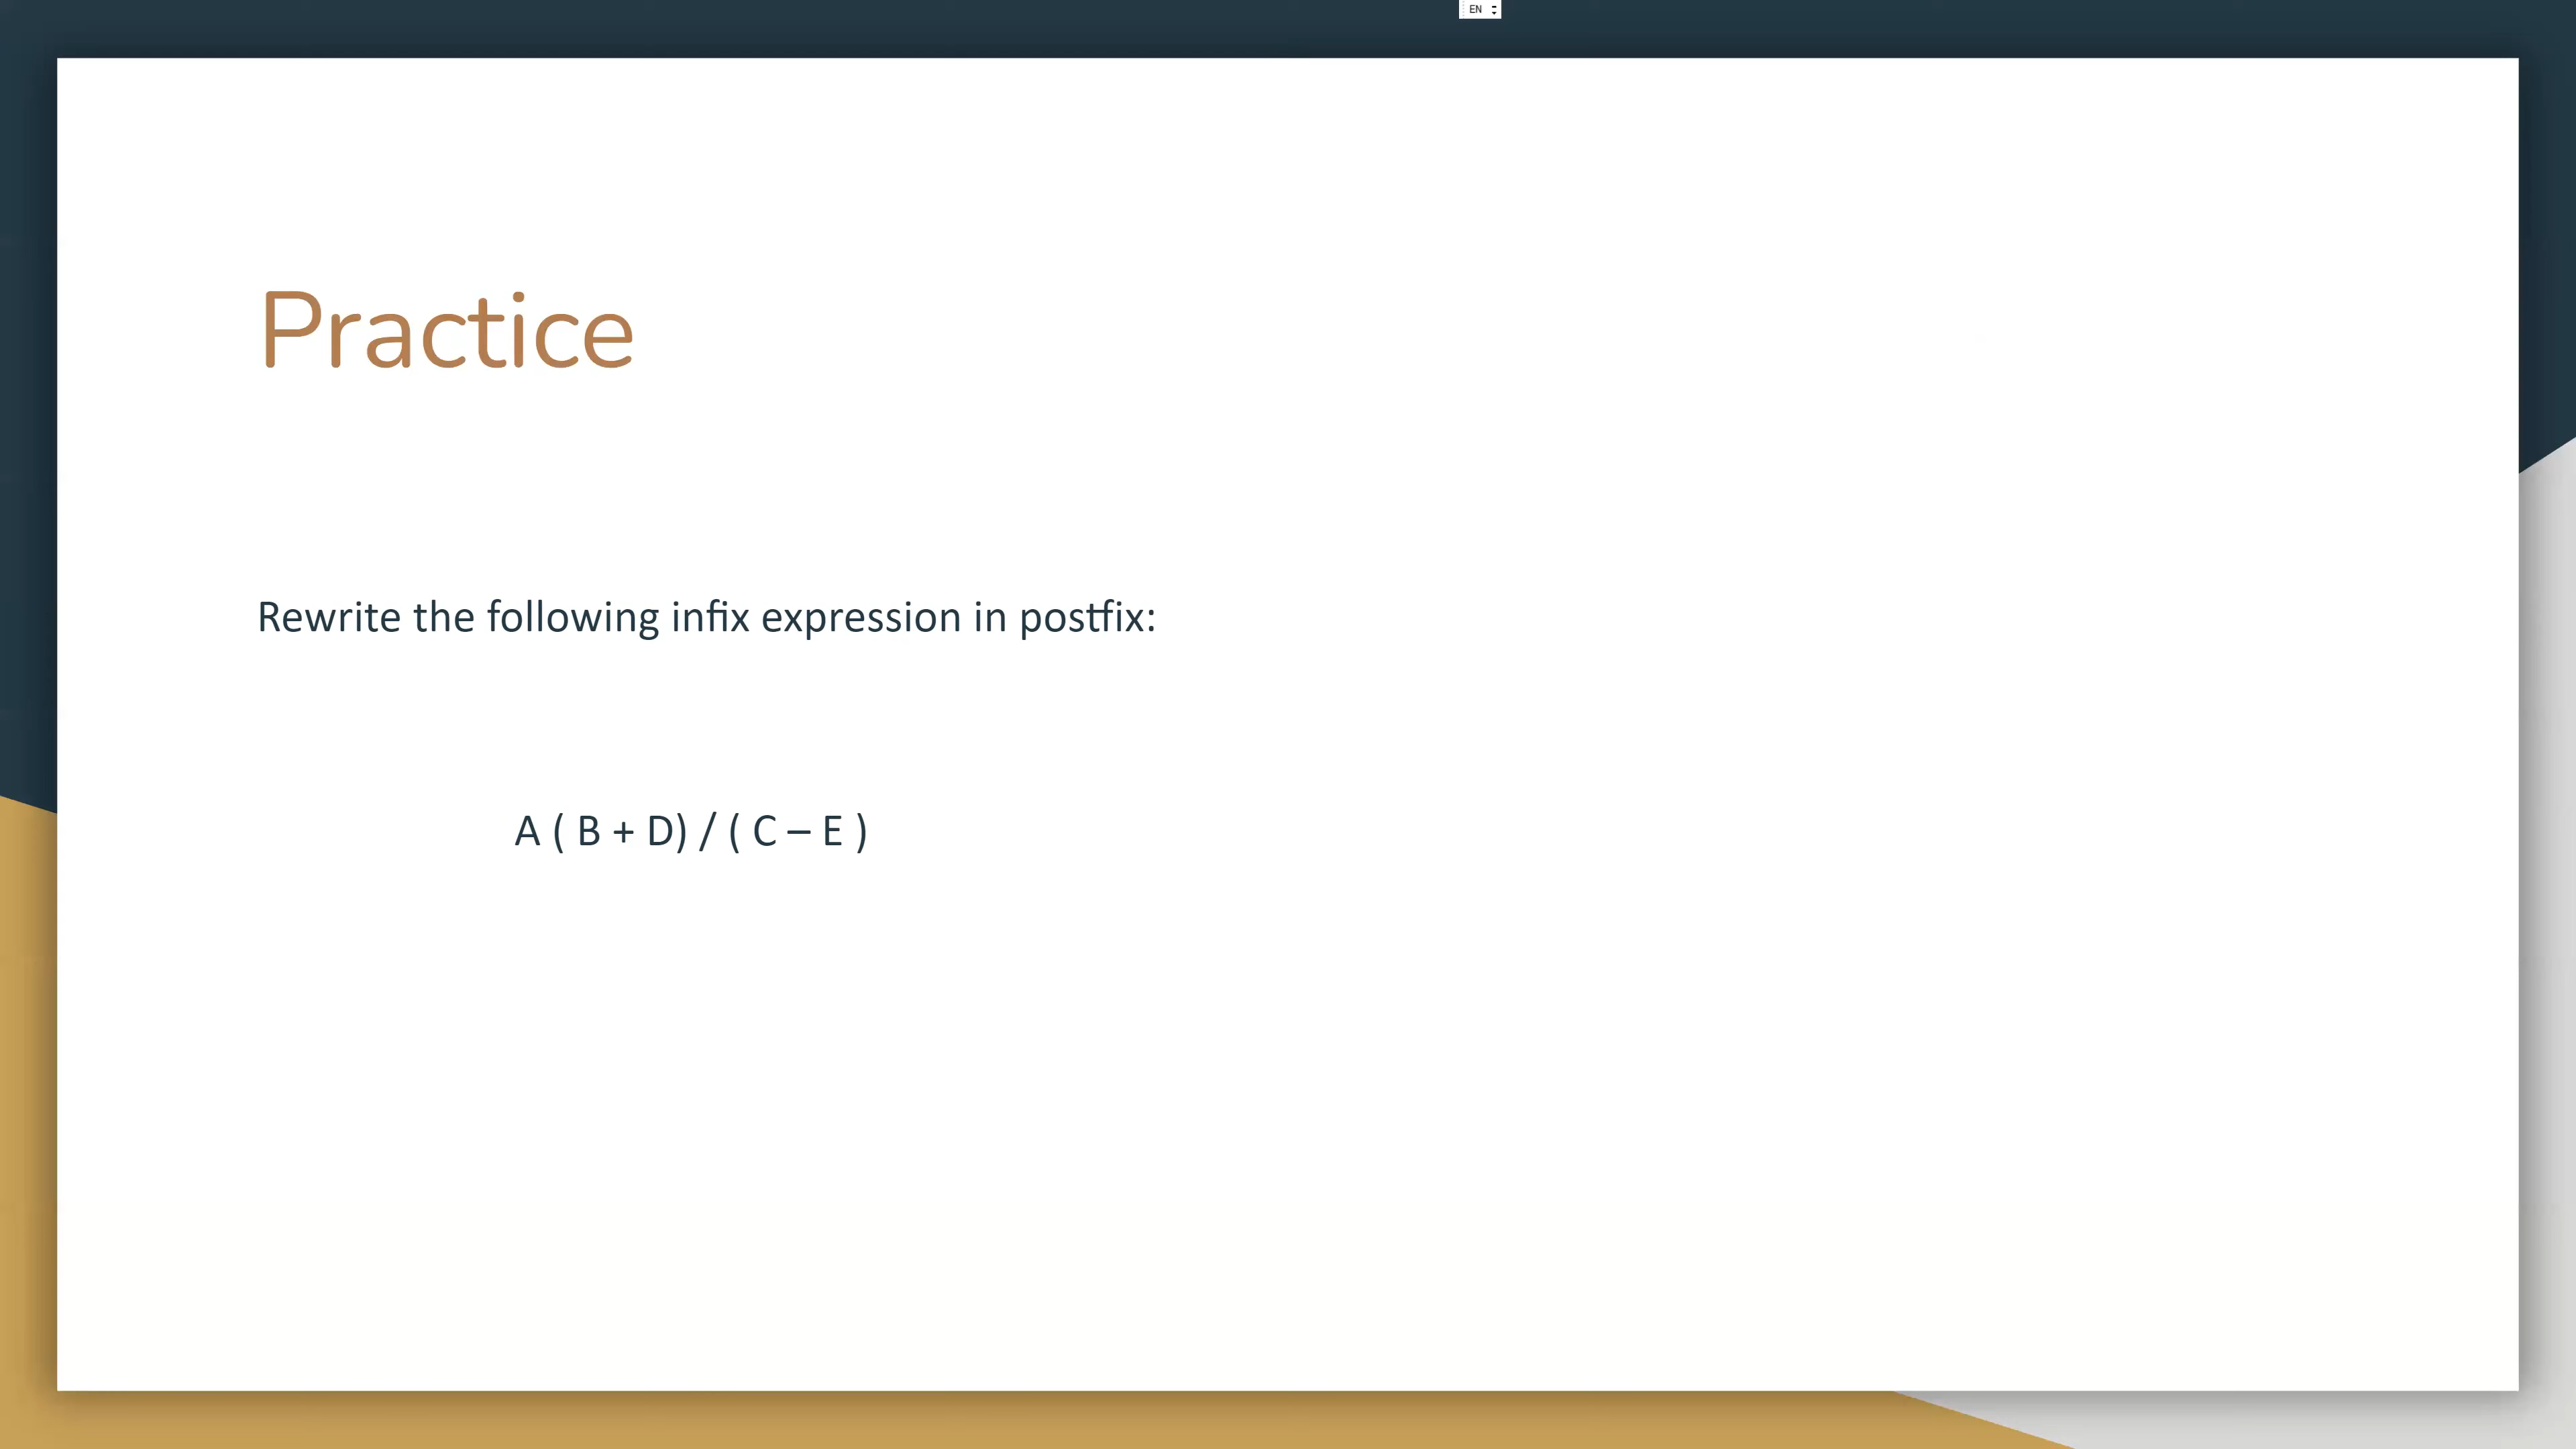 EN
Practice
Rewrite the following infix expression in postfix:
A ( B + D) / ( C – E )